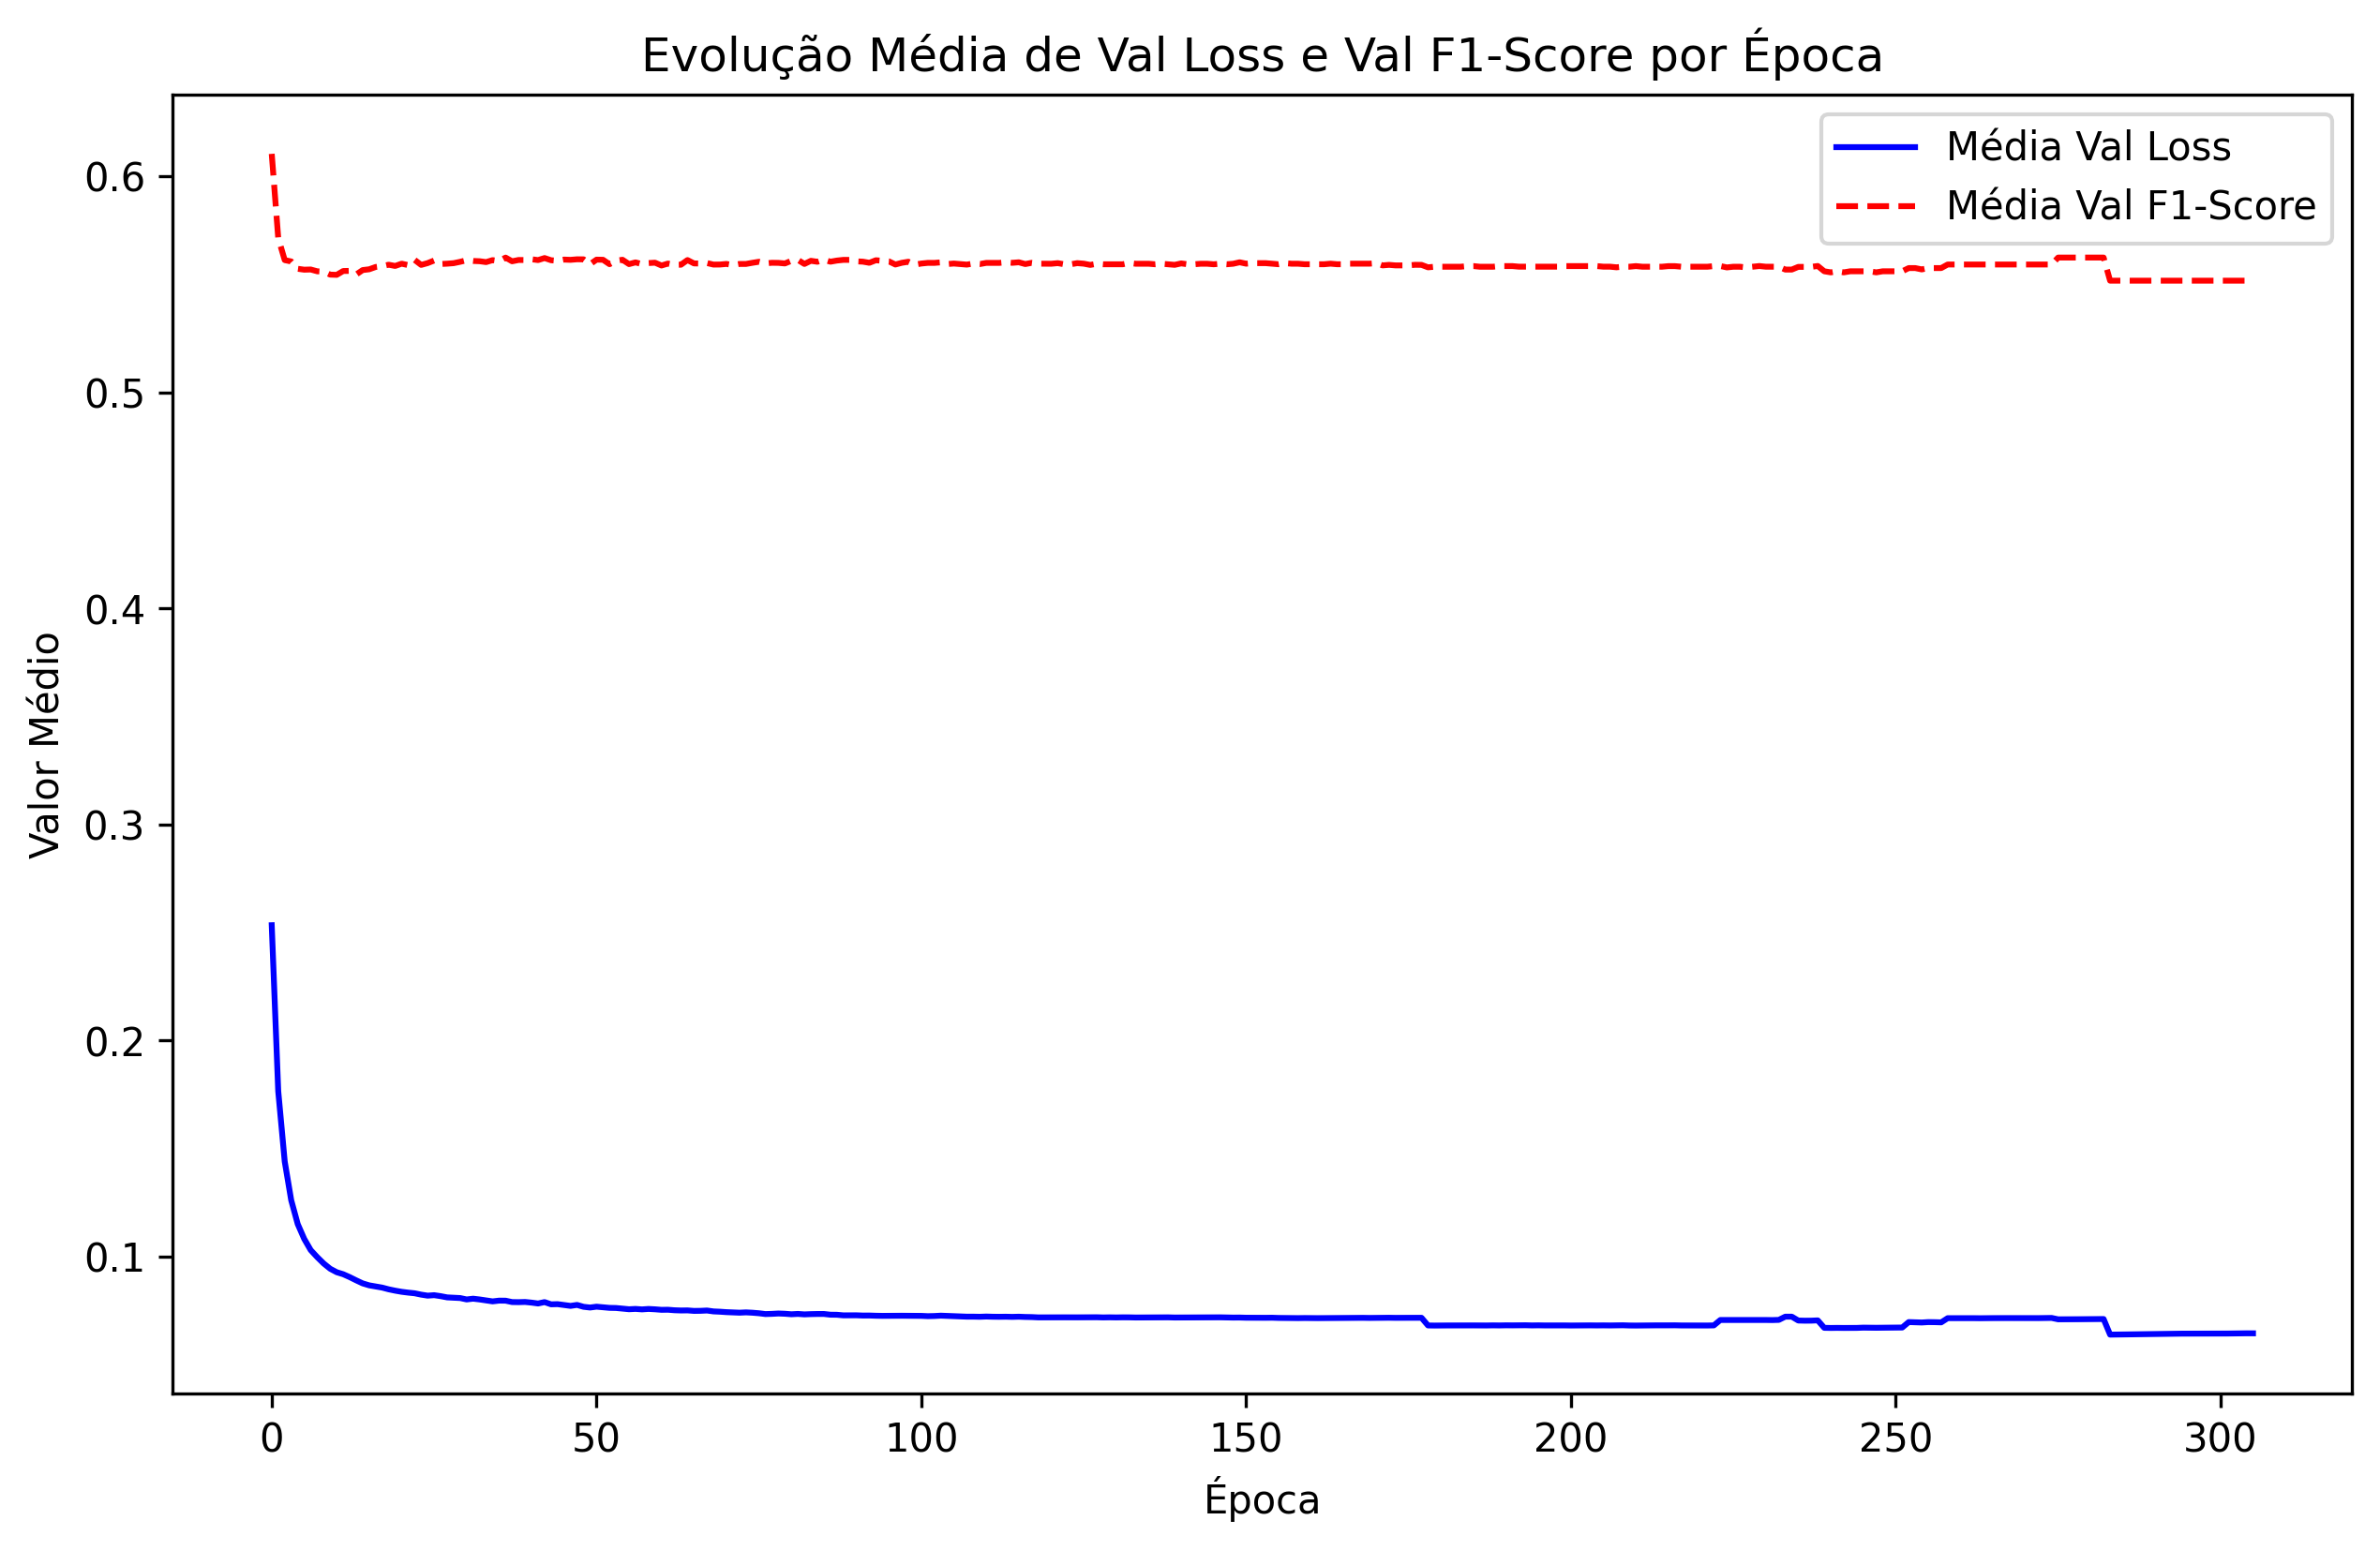 Evolução Média de Val Loss e Val F1-Score por Época
Média Val Loss
Média Val F1-Score
0.6
0.5
0.4
0.3
0.2
0.1
Valor Médio
0 50 100 150 200 250 300
Época